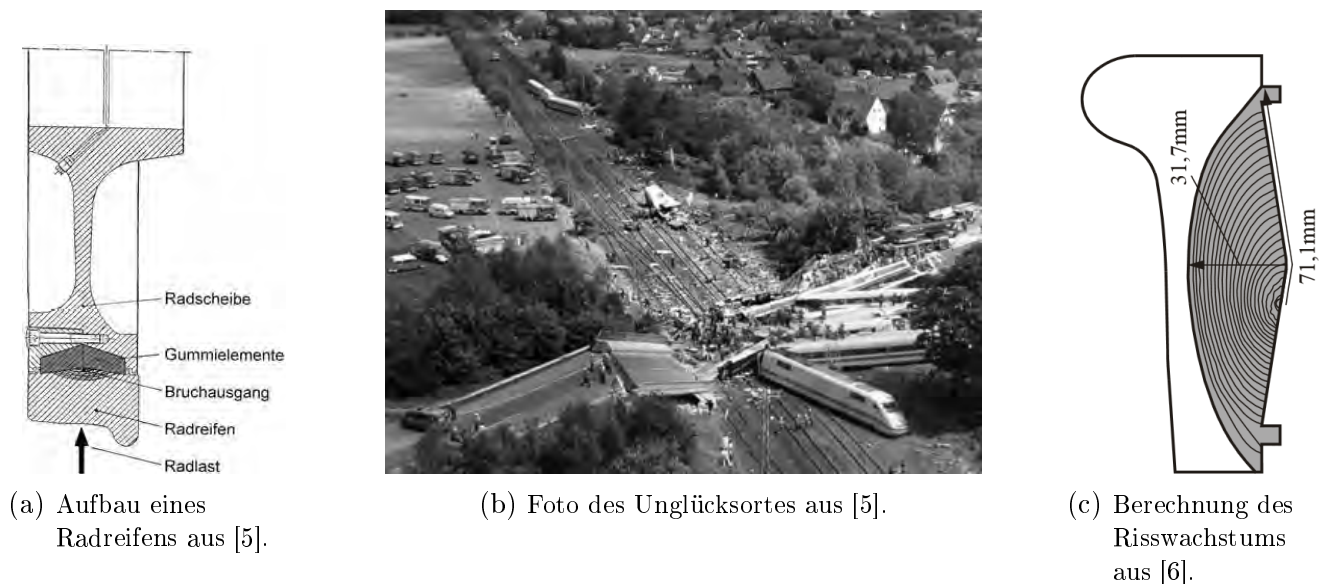 Radscheibe
Gummielemente
Bruchausgang
Radreifen
Radlast
(a) Aufbau eines
Radreifens aus [5].
(b) Foto des Unglücksortes aus [5].
31,7mm
71,1mm
(c) Berechnung des
Risswachstums
aus [6].